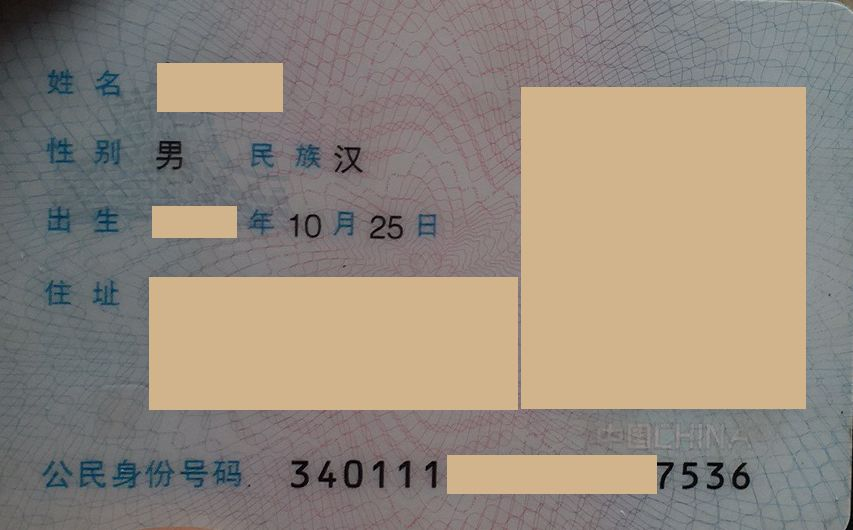 姓名
性别 男 民族 汉
出生 年 10 月 25 日
住址
中国CHINA
公民身份号码 340111 7536